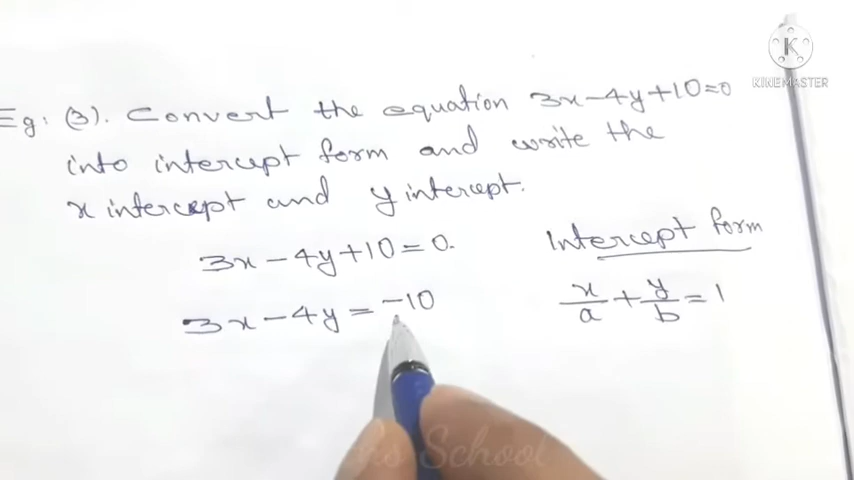 Eg: (3). Convert the equation 3x-4y+10=0
into intercept form and write the
x intercept and y intercept.
3x-4y+10=0.
3x-4y=-10
Intercept form
x/a + y/b = 1
K
KINEMASTER
School